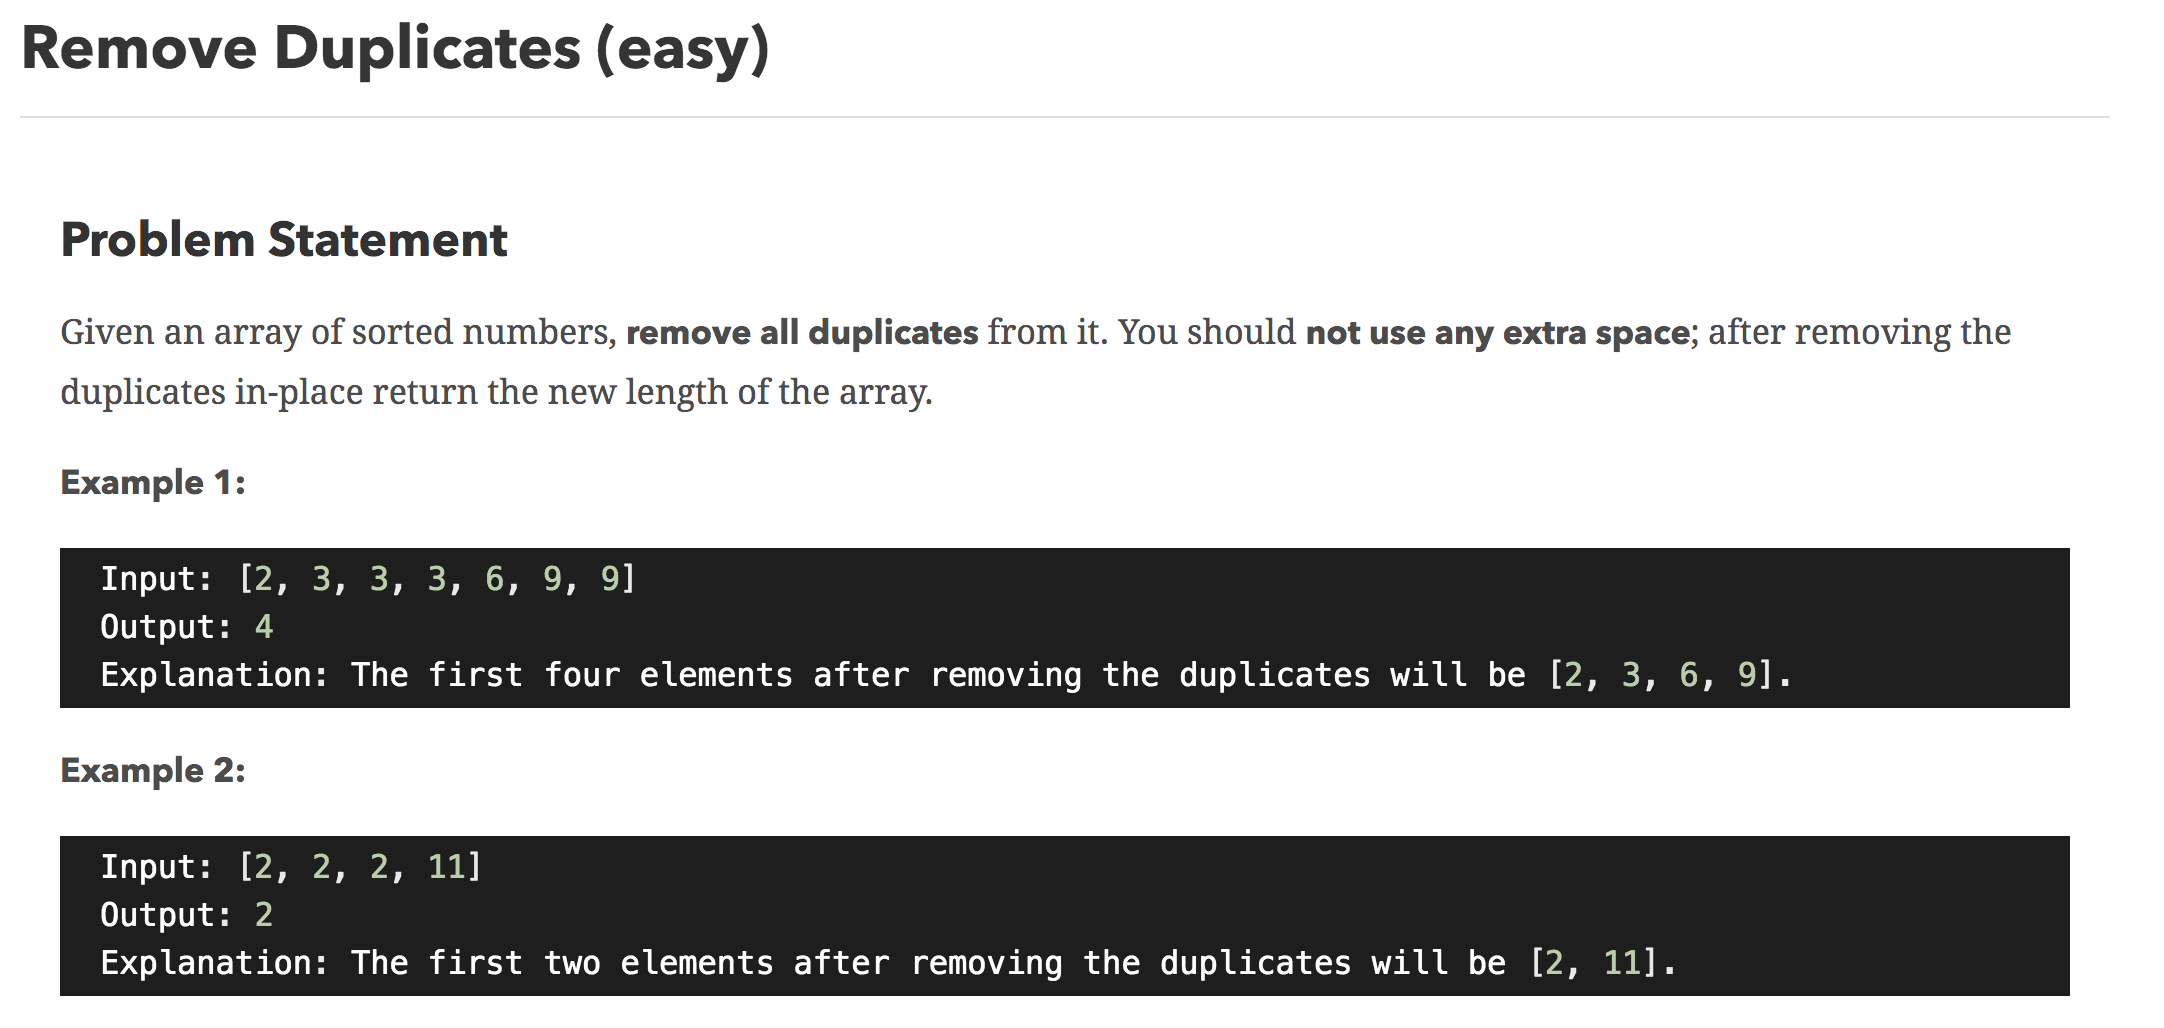 Remove Duplicates (easy)
Problem Statement
Given an array of sorted numbers, remove all duplicates from it. You should not use any extra space; after removing the
duplicates in-place return the new length of the array.
Example 1:
Input: [2, 3, 3, 3, 6, 9, 9]
Output: 4
Explanation: The first four elements after removing the duplicates will be [2, 3, 6, 9].
Example 2:
Input: [2, 2, 2, 11]
Output: 2
Explanation: The first two elements after removing the duplicates will be [2, 11].